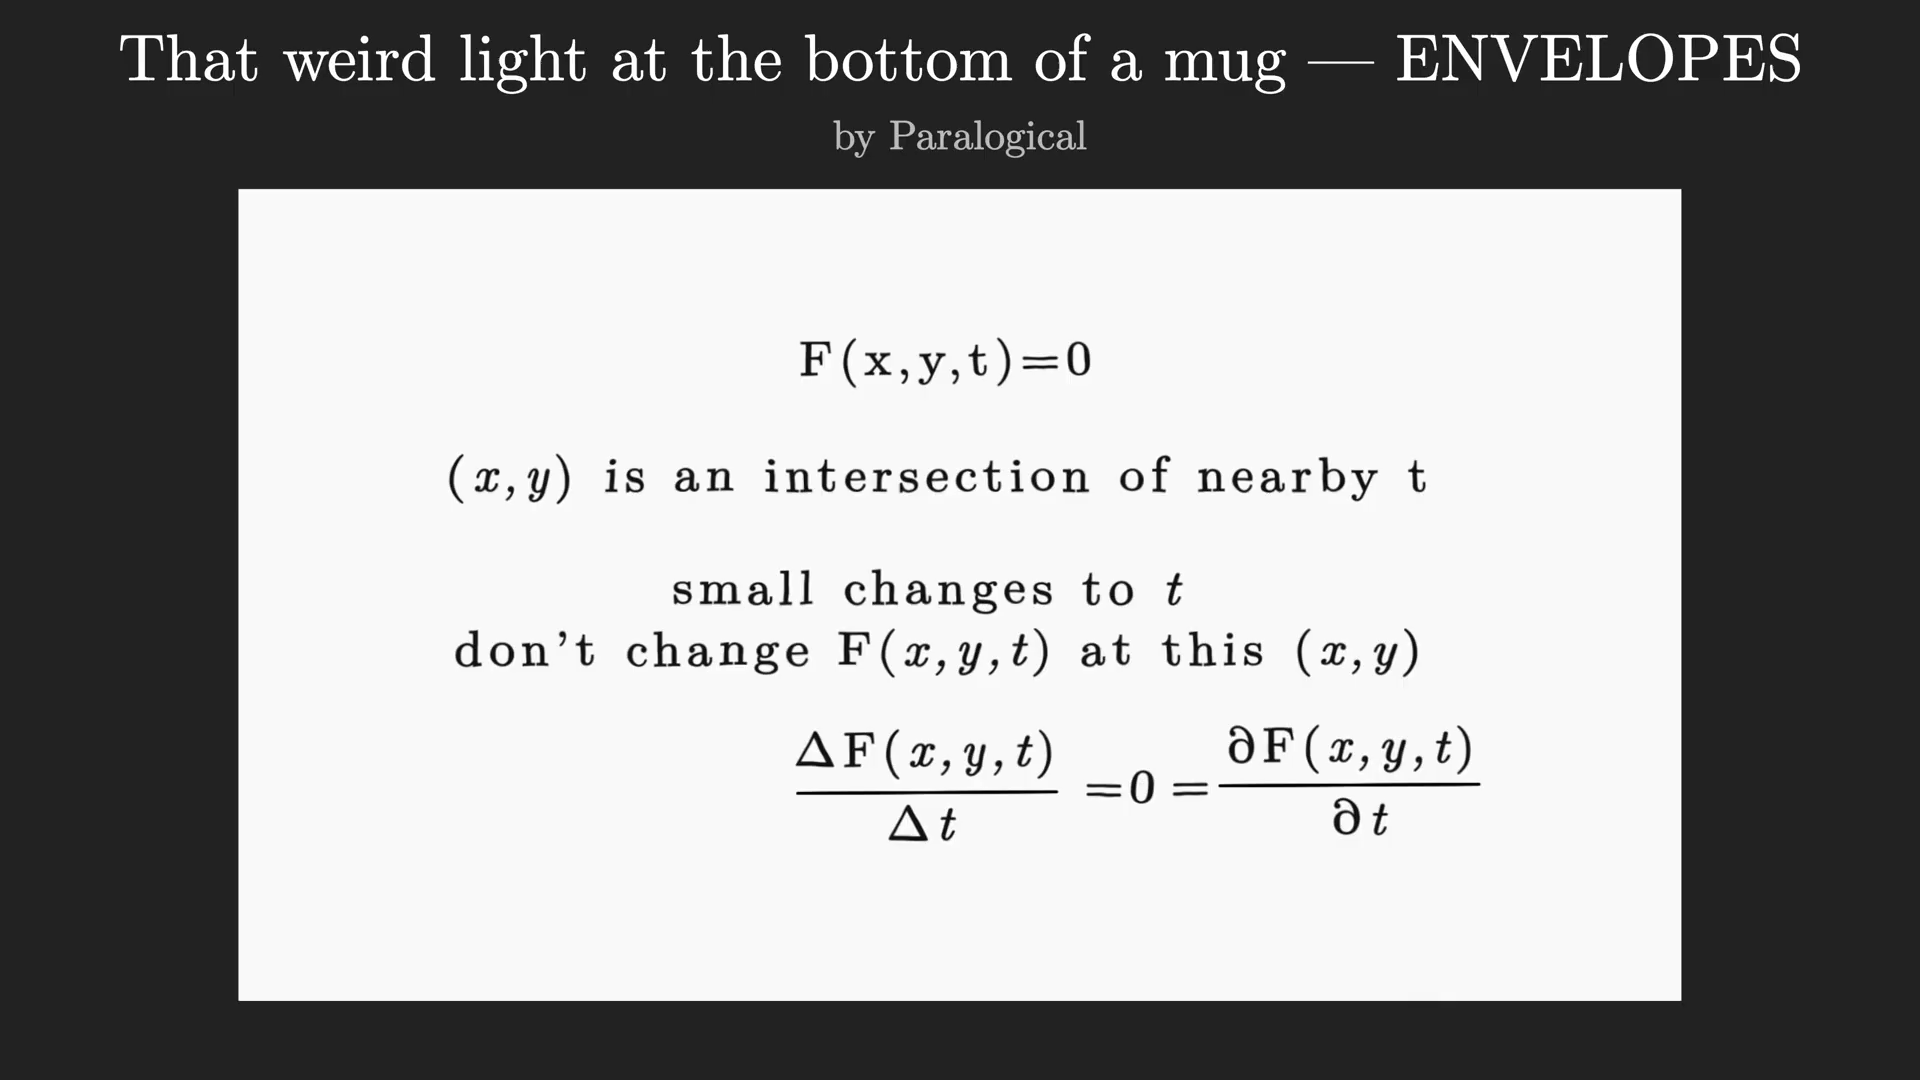 That weird light at the bottom of a mug — ENVELOPES
by Paralogical
F(x,y,t)=0
(x,y) is an intersection of nearby t
small changes to t
don't change F(x,y,t) at this (x,y)
ΔF(x,y,t)/Δt =0= ∂F(x,y,t)/∂t